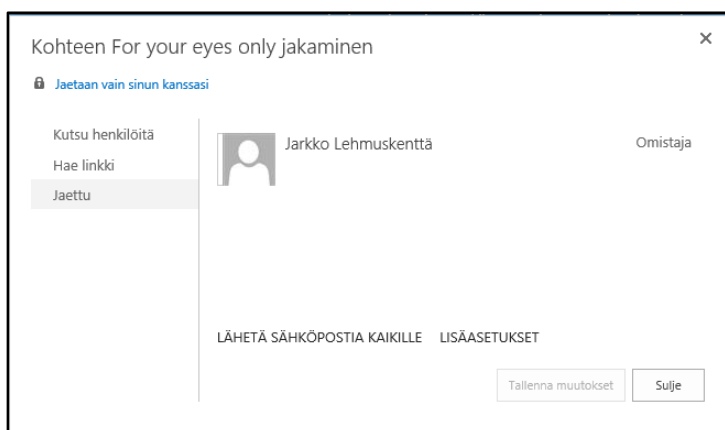 Kohteen For your eyes only jakaminen
Jaetaan vain sinun kanssasi
Kutsu henkilöitä
Hae linkki
Jaettu
Jarkko Lehmuskenttä
Omistaja
LÄHETÄ SÄHKÖPOSTIA KAIKILLE LISÄASETUKSET
Tallenna muutokset
Sulje